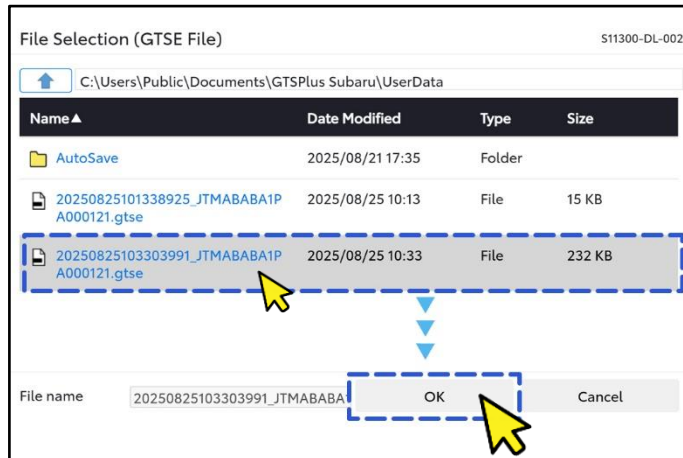 File Selection (GTSE File) S11300-DL-002
C:\Users\Public\Documents\GTSPlus Subaru\UserData
Name▲ Date Modified Type Size
AutoSave 2025/08/21 17:35 Folder
20250825101338925_JTMABABA1P 2025/08/25 10:13 File 15 KB
A000121.gtse
20250825103303991_JTMABABA1P 2025/08/25 10:33 File 232 KB
A000121.gtse
File name 20250825103303991_JTMABABA OK Cancel